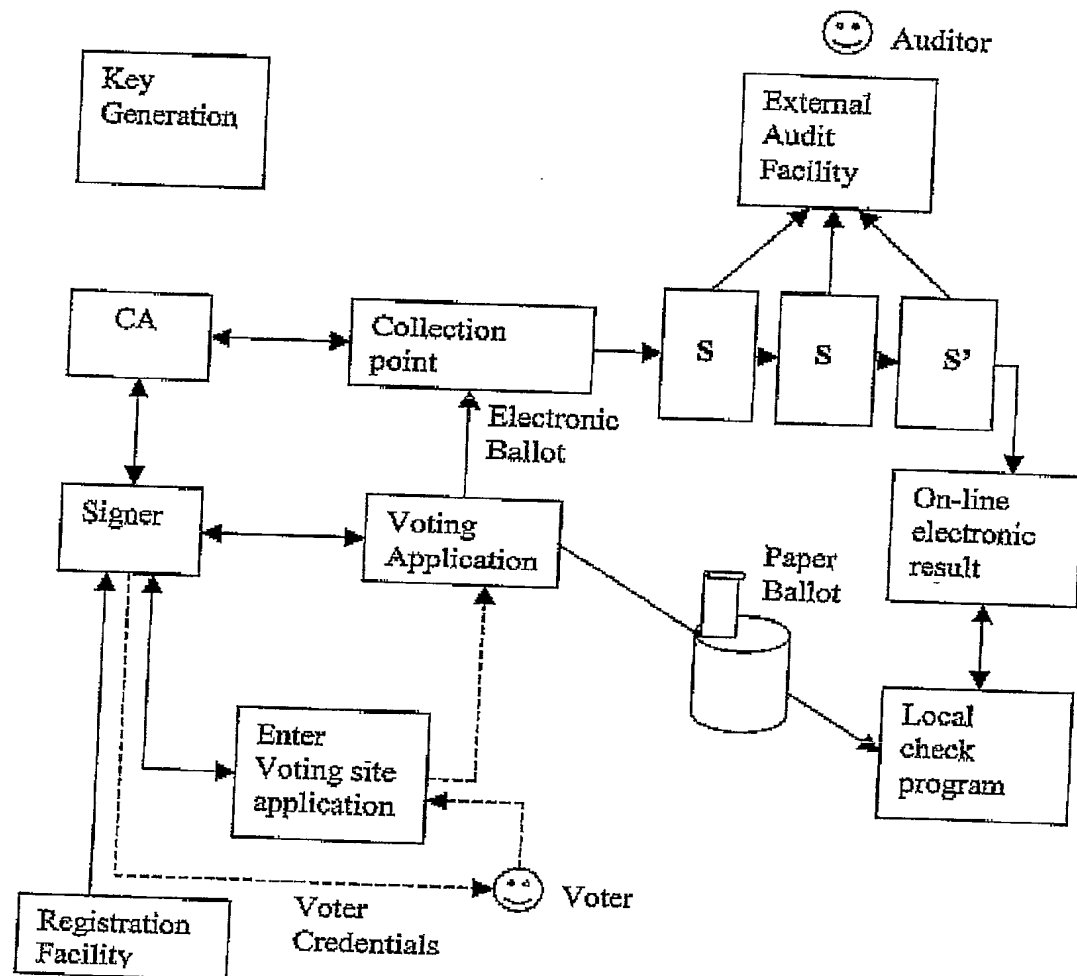 Auditor
Key
Generation
External
Audit
Facility
CA
Collection
point
S
S
S'
Electronic
Ballot
Signer
Voting
Application
On-line
electronic
result
Paper
Ballot
Enter
Voting site
application
Local
check
program
Voter
Voter
Credentials
Registration
Facility